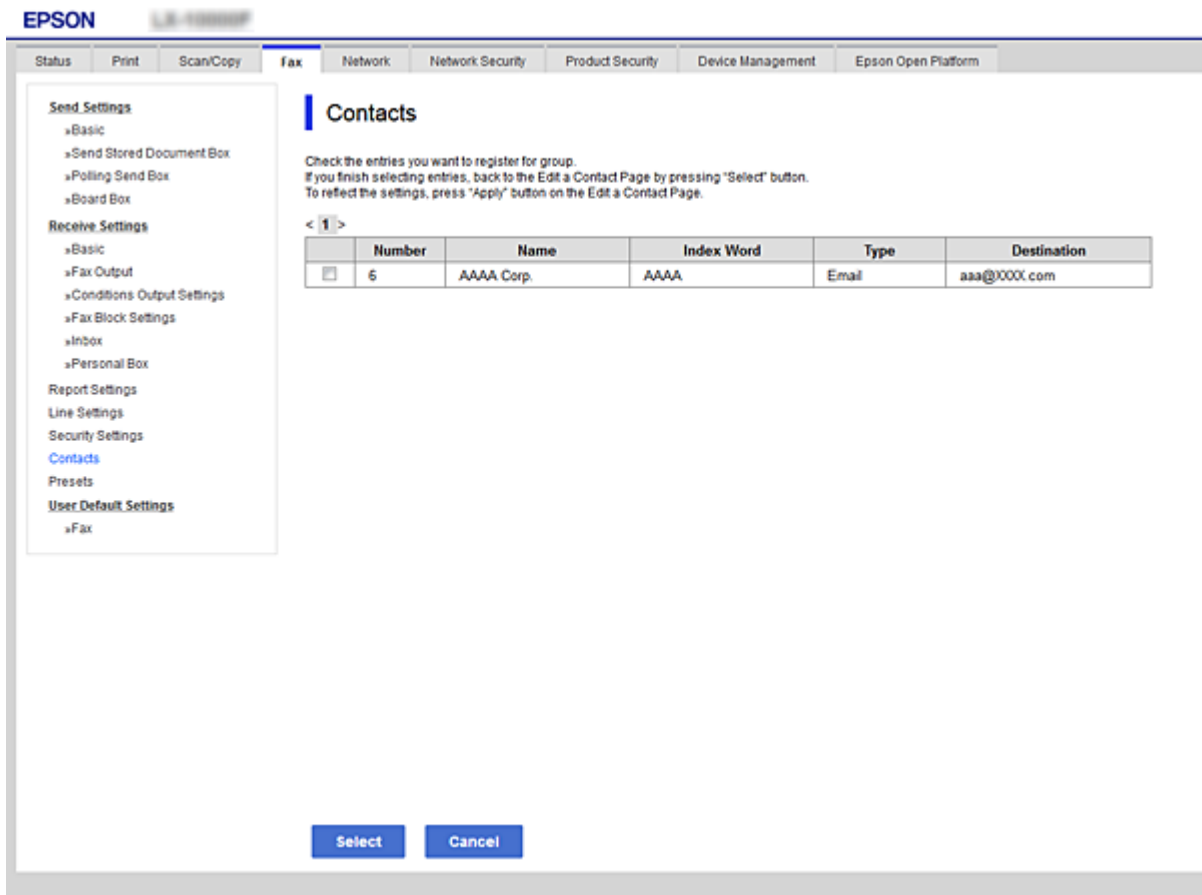 EPSON
Status Print Scan/Copy Fax Network Network Security Product Security Device Management Epson Open Platform
Send Settings
»Basic
»Send Stored Document Box
»Polling Send Box
»Board Box
Receive Settings
»Basic
»Fax Output
»Conditions Output Settings
»Fax Block Settings
»Inbox
»Personal Box
Report Settings
Line Settings
Security Settings
Contacts
Presets
User Default Settings
»Fax
Contacts
Check the entries you want to register for group.
If you finish selecting entries, back to the Edit a Contact Page by pressing "Select" button.
To reflect the settings, press "Apply" button on the Edit a Contact Page.
< 1 >
Number Name Index Word Type Destination
6 AAAA Corp. AAAA Email aaa@XXXX.com
Select Cancel